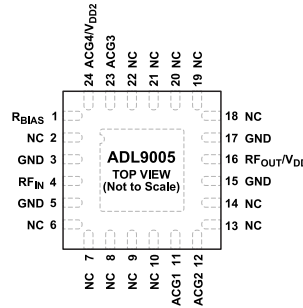 24 ACG4/VDD2
23 ACG3
22 NC
21 NC
20 NC
19 NC
RBIAS 1
NC 2
GND 3
RFIN 4
GND 5
NC 6
ADL9005
TOP VIEW
(Not to Scale)
18 NC
17 GND
16 RFOUT/VD
15 GND
14 NC
13 NC
NC 7
NC 8
NC 9
NC 10
ACG1 11
ACG2 12